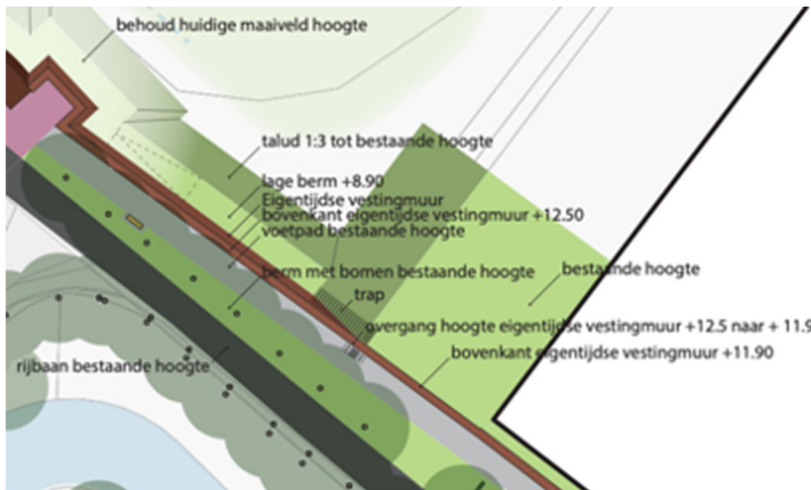 behoud huidige maaiveld hoogte
talud 1:3 tot bestaande hoogte
lage berm +8.90
Eigentijdse vestingmuur
bovenkant eigentijdse vestingmuur +12.50
voetpad bestaande hoogte
berm met bomen bestaande hoogte
bestaande hoogte
trap
overgang hoogte eigentijdse vestingmuur +12.5 naar + 11.9
bovenkant eigentijdse vestingmuur +11.90
rijbaan bestaande hoogte